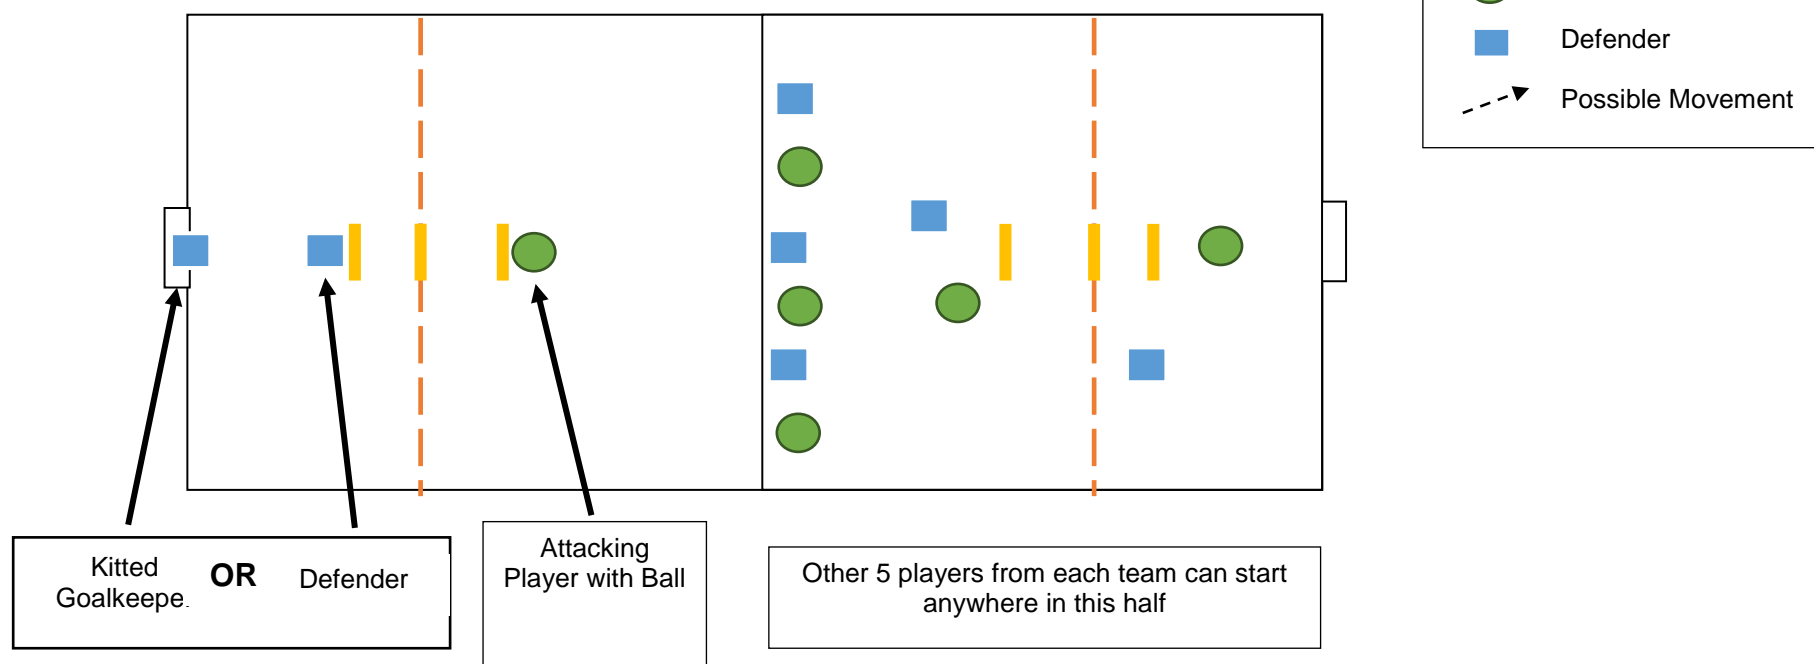 Defender
Possible Movement
Kitted
Goalkeepe.
OR
Defender
Attacking
Player with Ball
Other 5 players from each team can start
anywhere in this half